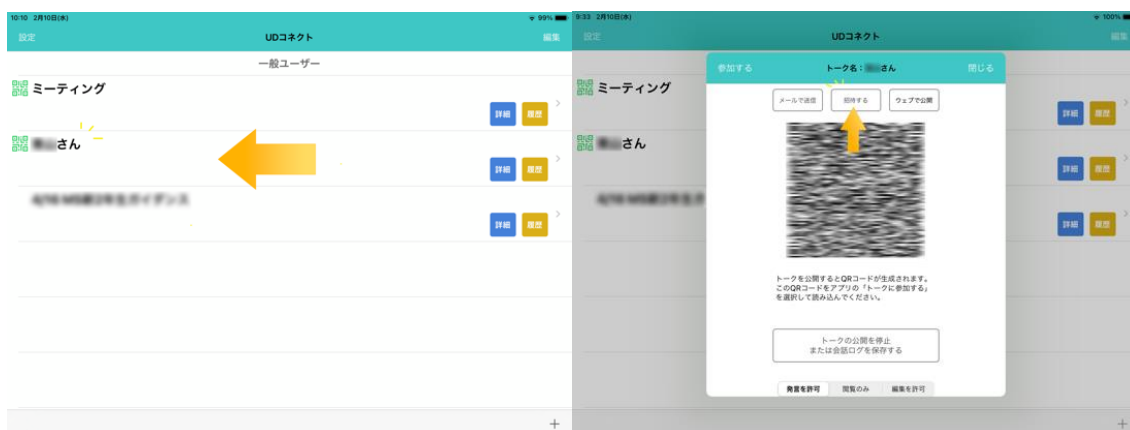 10:10 2月10日(水)
99%
設定
UDコネクト
編集
一般ユーザー
ミーティング
詳細
履歴
さん
詳細
履歴
詳細
履歴
+
9:33 2月10日(水)
100%
設定
UDコネクト
編集
参加する
トーク名:
さん
閉じる
メールで送信
招待する
ウェブで公開
ミーティング
詳細
履歴
さん
詳細
履歴
詳細
履歴
トークを公開するとQRコードが生成されます。
このQRコードをアプリの「トークに参加する」
を選択して読み込んでください。
トークの公開を停止
または会話ログを保存する
発言を許可
閲覧のみ
編集を許可
+